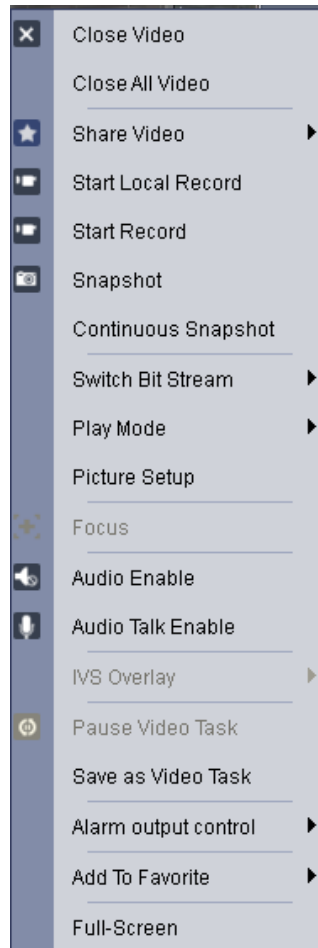 Close Video
Close All Video
Share Video
Start Local Record
Start Record
Snapshot
Continuous Snapshot
Switch Bit Stream
Play Mode
Picture Setup
Focus
Audio Enable
Audio Talk Enable
IVS Overlay
Pause Video Task
Save as Video Task
Alarm output control
Add To Favorite
Full-Screen